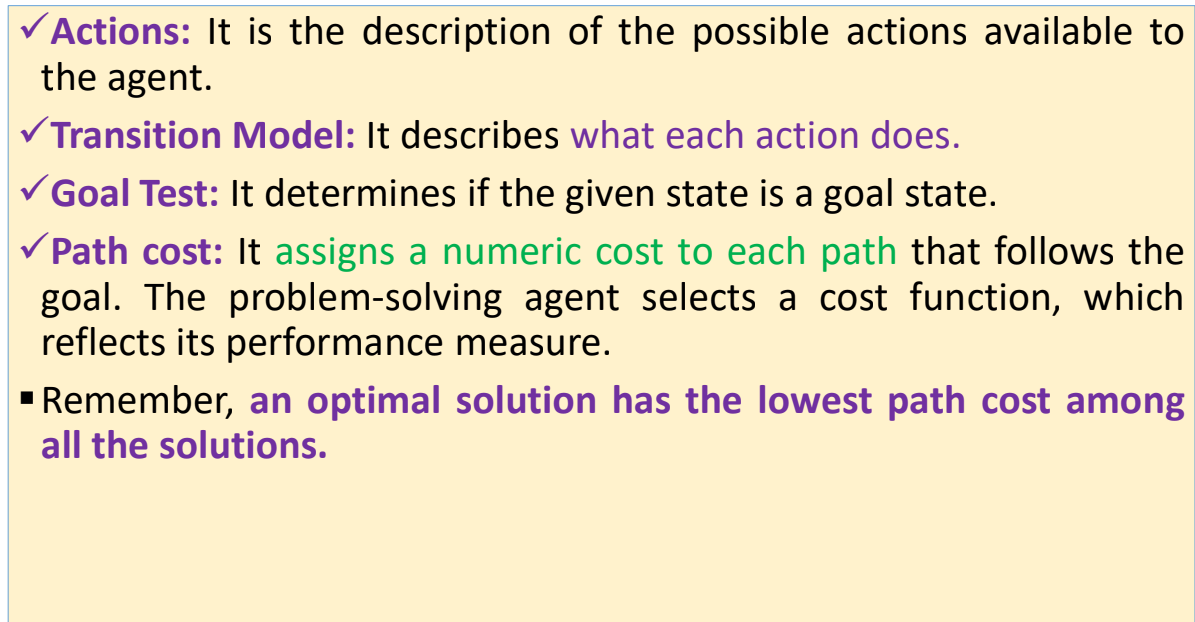 ✓Actions: It is the description of the possible actions available to
the agent.
✓Transition Model: It describes what each action does.
✓Goal Test: It determines if the given state is a goal state.
✓Path cost: It assigns a numeric cost to each path that follows the
goal. The problem-solving agent selects a cost function, which
reflects its performance measure.
▪Remember, an optimal solution has the lowest path cost among
all the solutions.